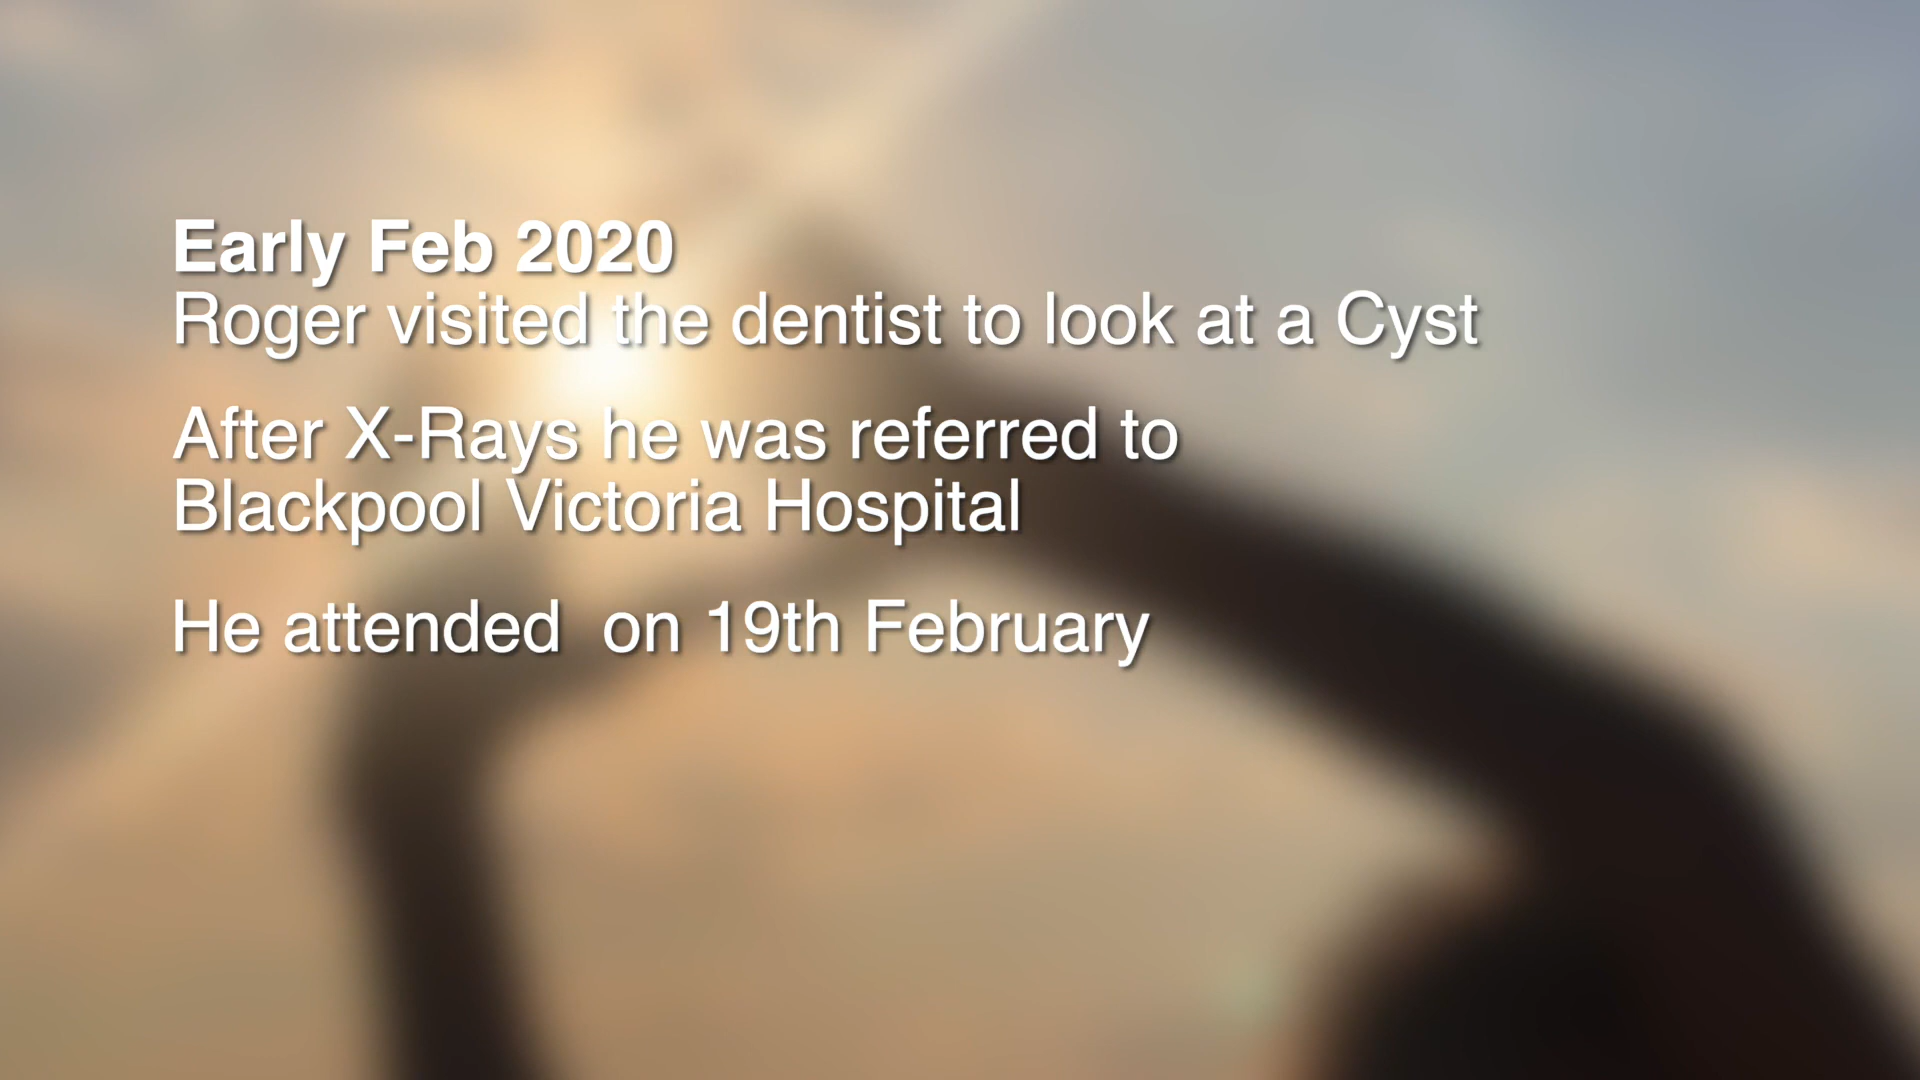 Early Feb 2020
Roger visited the dentist to look at a Cyst
After X-Rays he was referred to
Blackpool Victoria Hospital
He attended  on 19th February